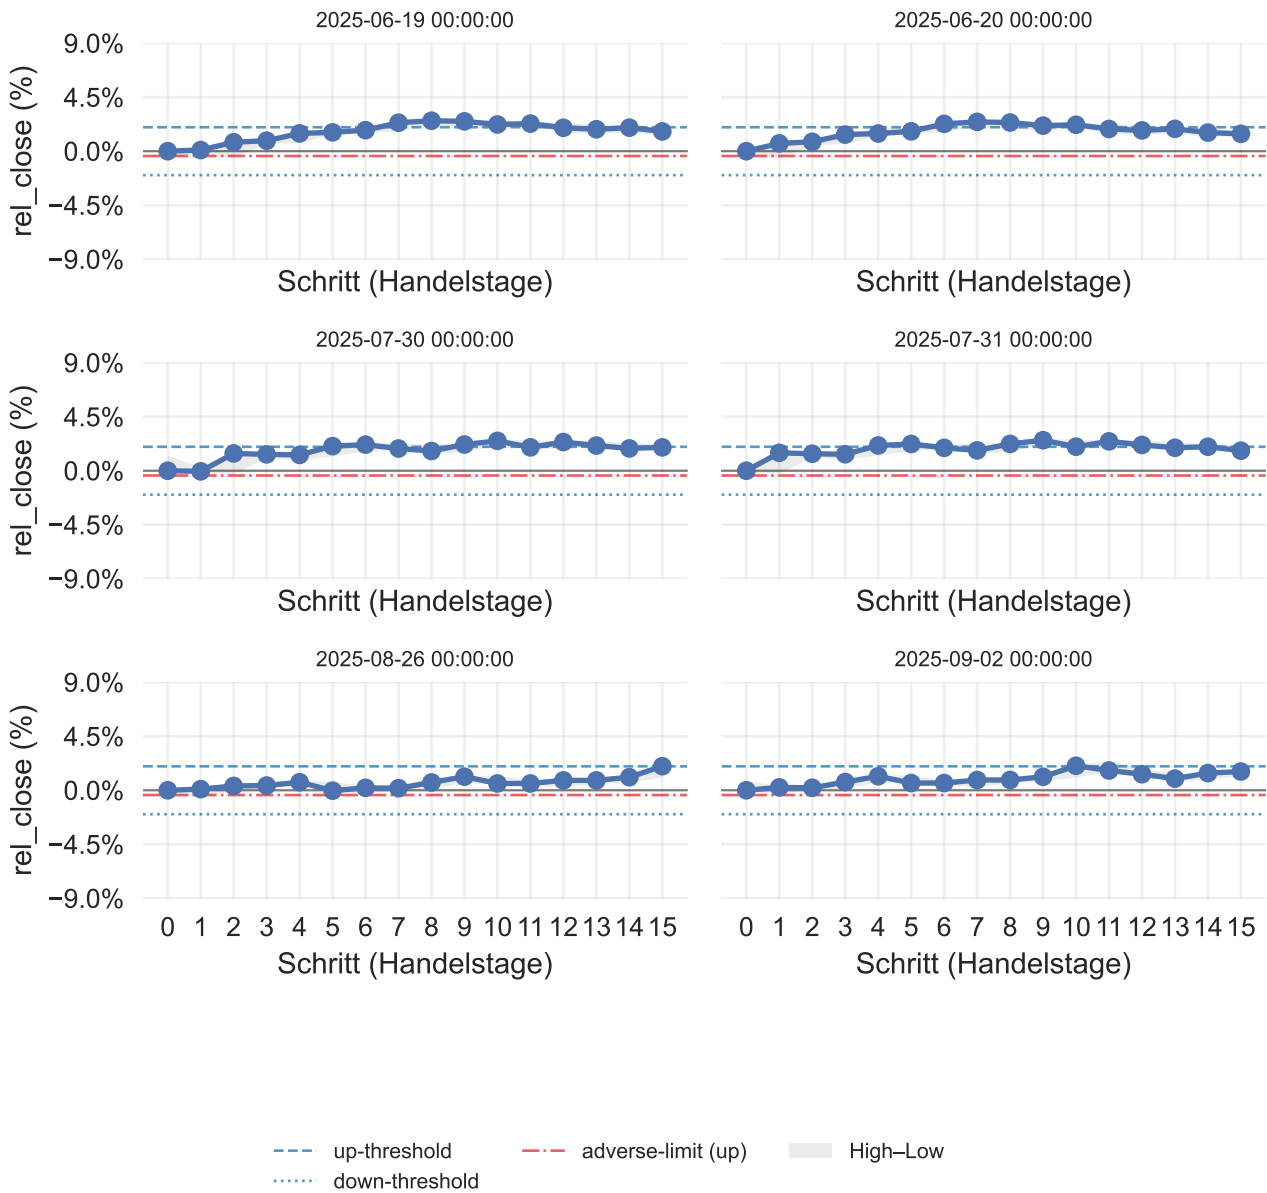 2025-06-19 00:00:00
2025-06-20 00:00:00
rel_close (%)
9.0%
4.5%
0.0%
−4.5%
−9.0%
Schritt (Handelstage)
Schritt (Handelstage)
2025-07-30 00:00:00
2025-07-31 00:00:00
rel_close (%)
9.0%
4.5%
0.0%
−4.5%
−9.0%
Schritt (Handelstage)
Schritt (Handelstage)
2025-08-26 00:00:00
2025-09-02 00:00:00
rel_close (%)
9.0%
4.5%
0.0%
−4.5%
−9.0%
0 1 2 3 4 5 6 7 8 9 10 11 12 13 14 15
0 1 2 3 4 5 6 7 8 9 10 11 12 13 14 15
Schritt (Handelstage)
Schritt (Handelstage)
up-threshold
adverse-limit (up)
High–Low
down-threshold